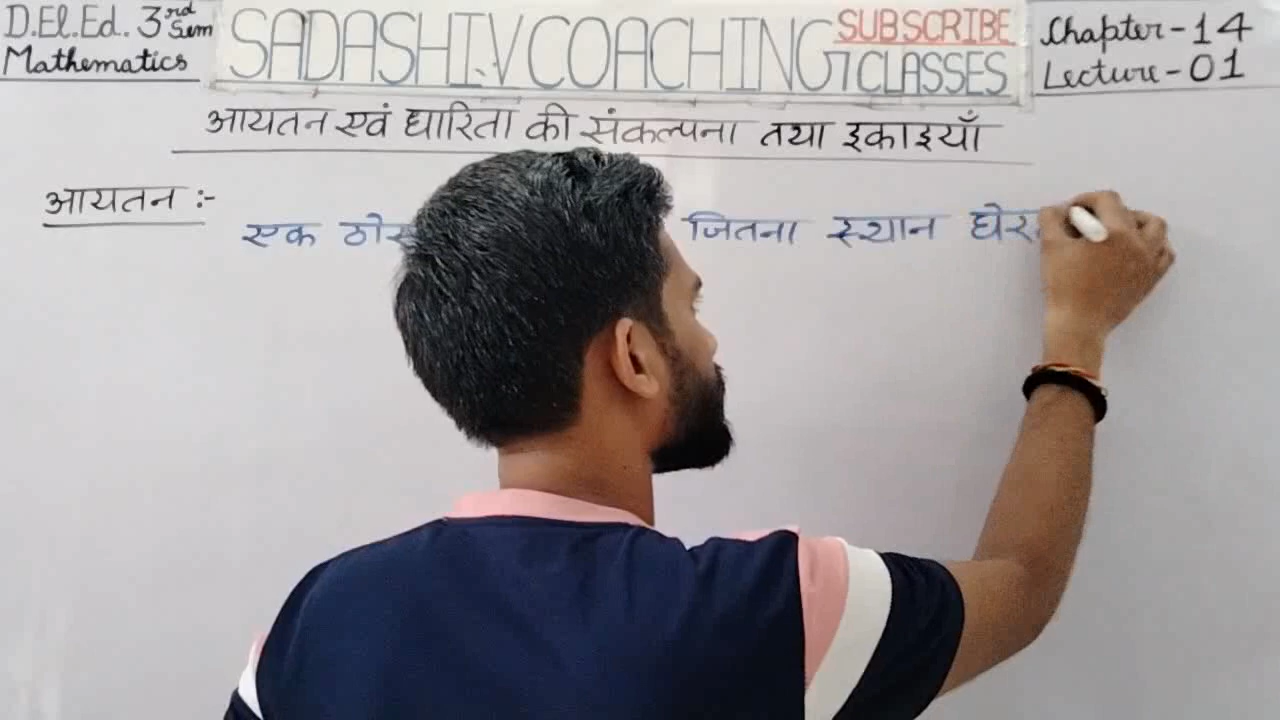 D.El.Ed. 3rd Sem
Mathematics
SADASHIV COACHING CLASSES
SUBSCRIBE
Chapter-14
Lecture-01
आयतन एवं धारिता की संकल्पना तथा इकाइयाँ
आयतन :-
एक ठोस जितना स्थान